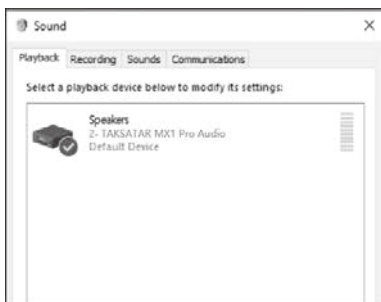 Sound
Playback Recording Sounds Communications
Select a playback device below to modify its settings:
Speakers
2- TAKSATAR MX1 Pro Audio
Default Device